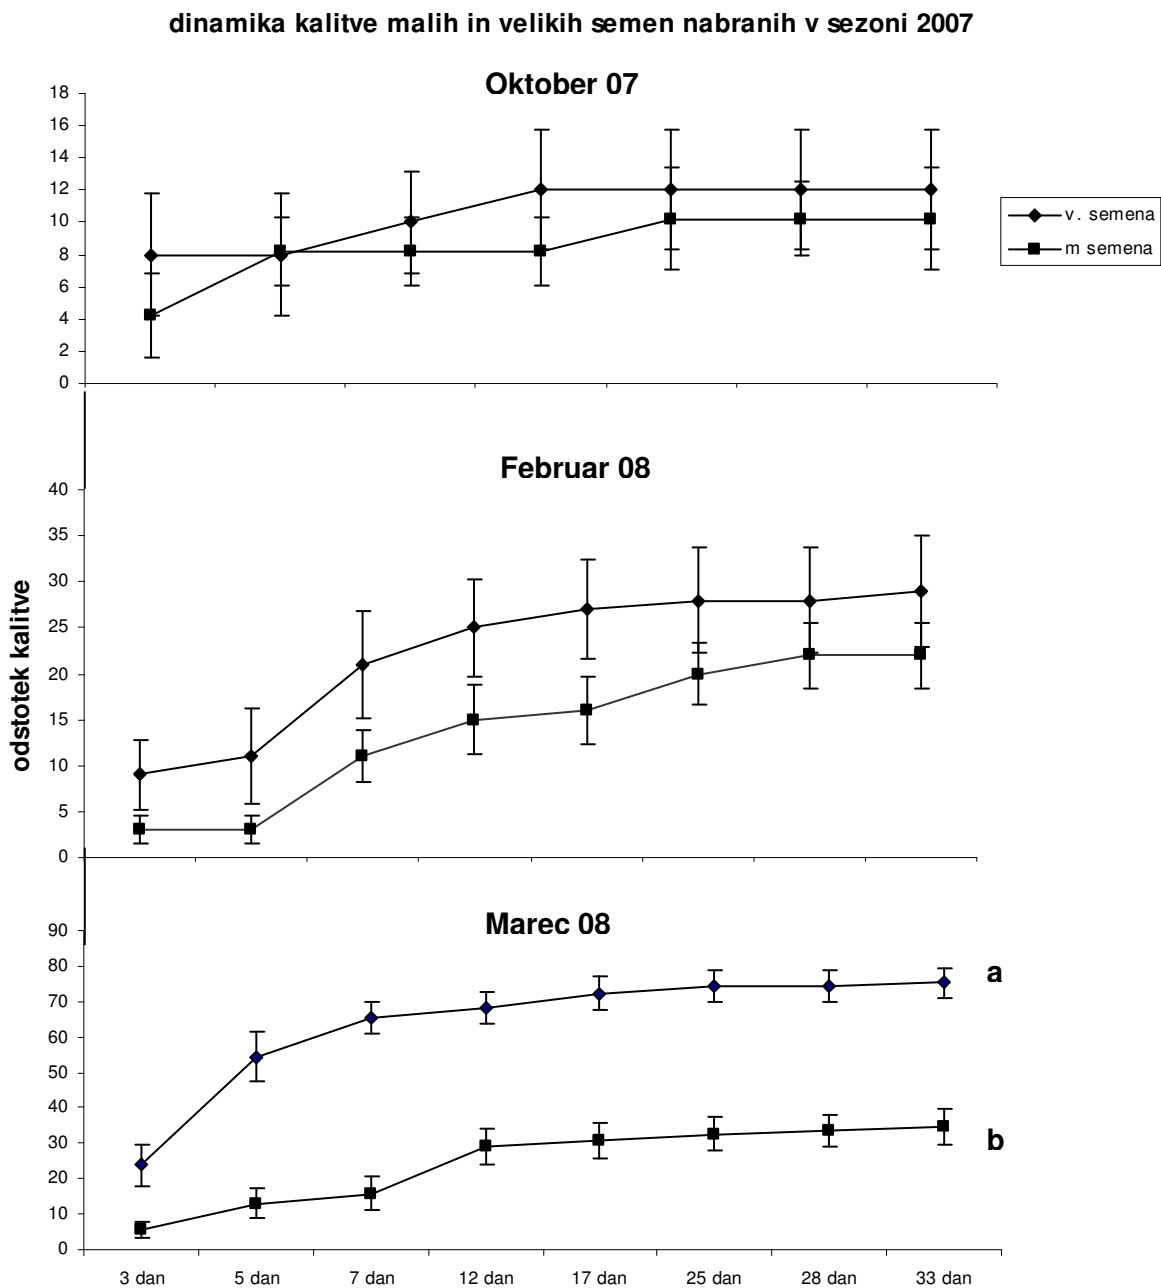 dinamika kalitve malih in velikih semen nabranih v sezoni 2007
Oktober 07
18
16
14
12
10
8
6
4
2
0
v. semena
m semena
Februar 08
40
35
30
25
20
15
10
5
0
odstotek kalitve
Marec 08
90
80
70
60
50
40
30
20
10
0
a
b
3 dan 5 dan 7 dan 12 dan 17 dan 25 dan 28 dan 33 dan